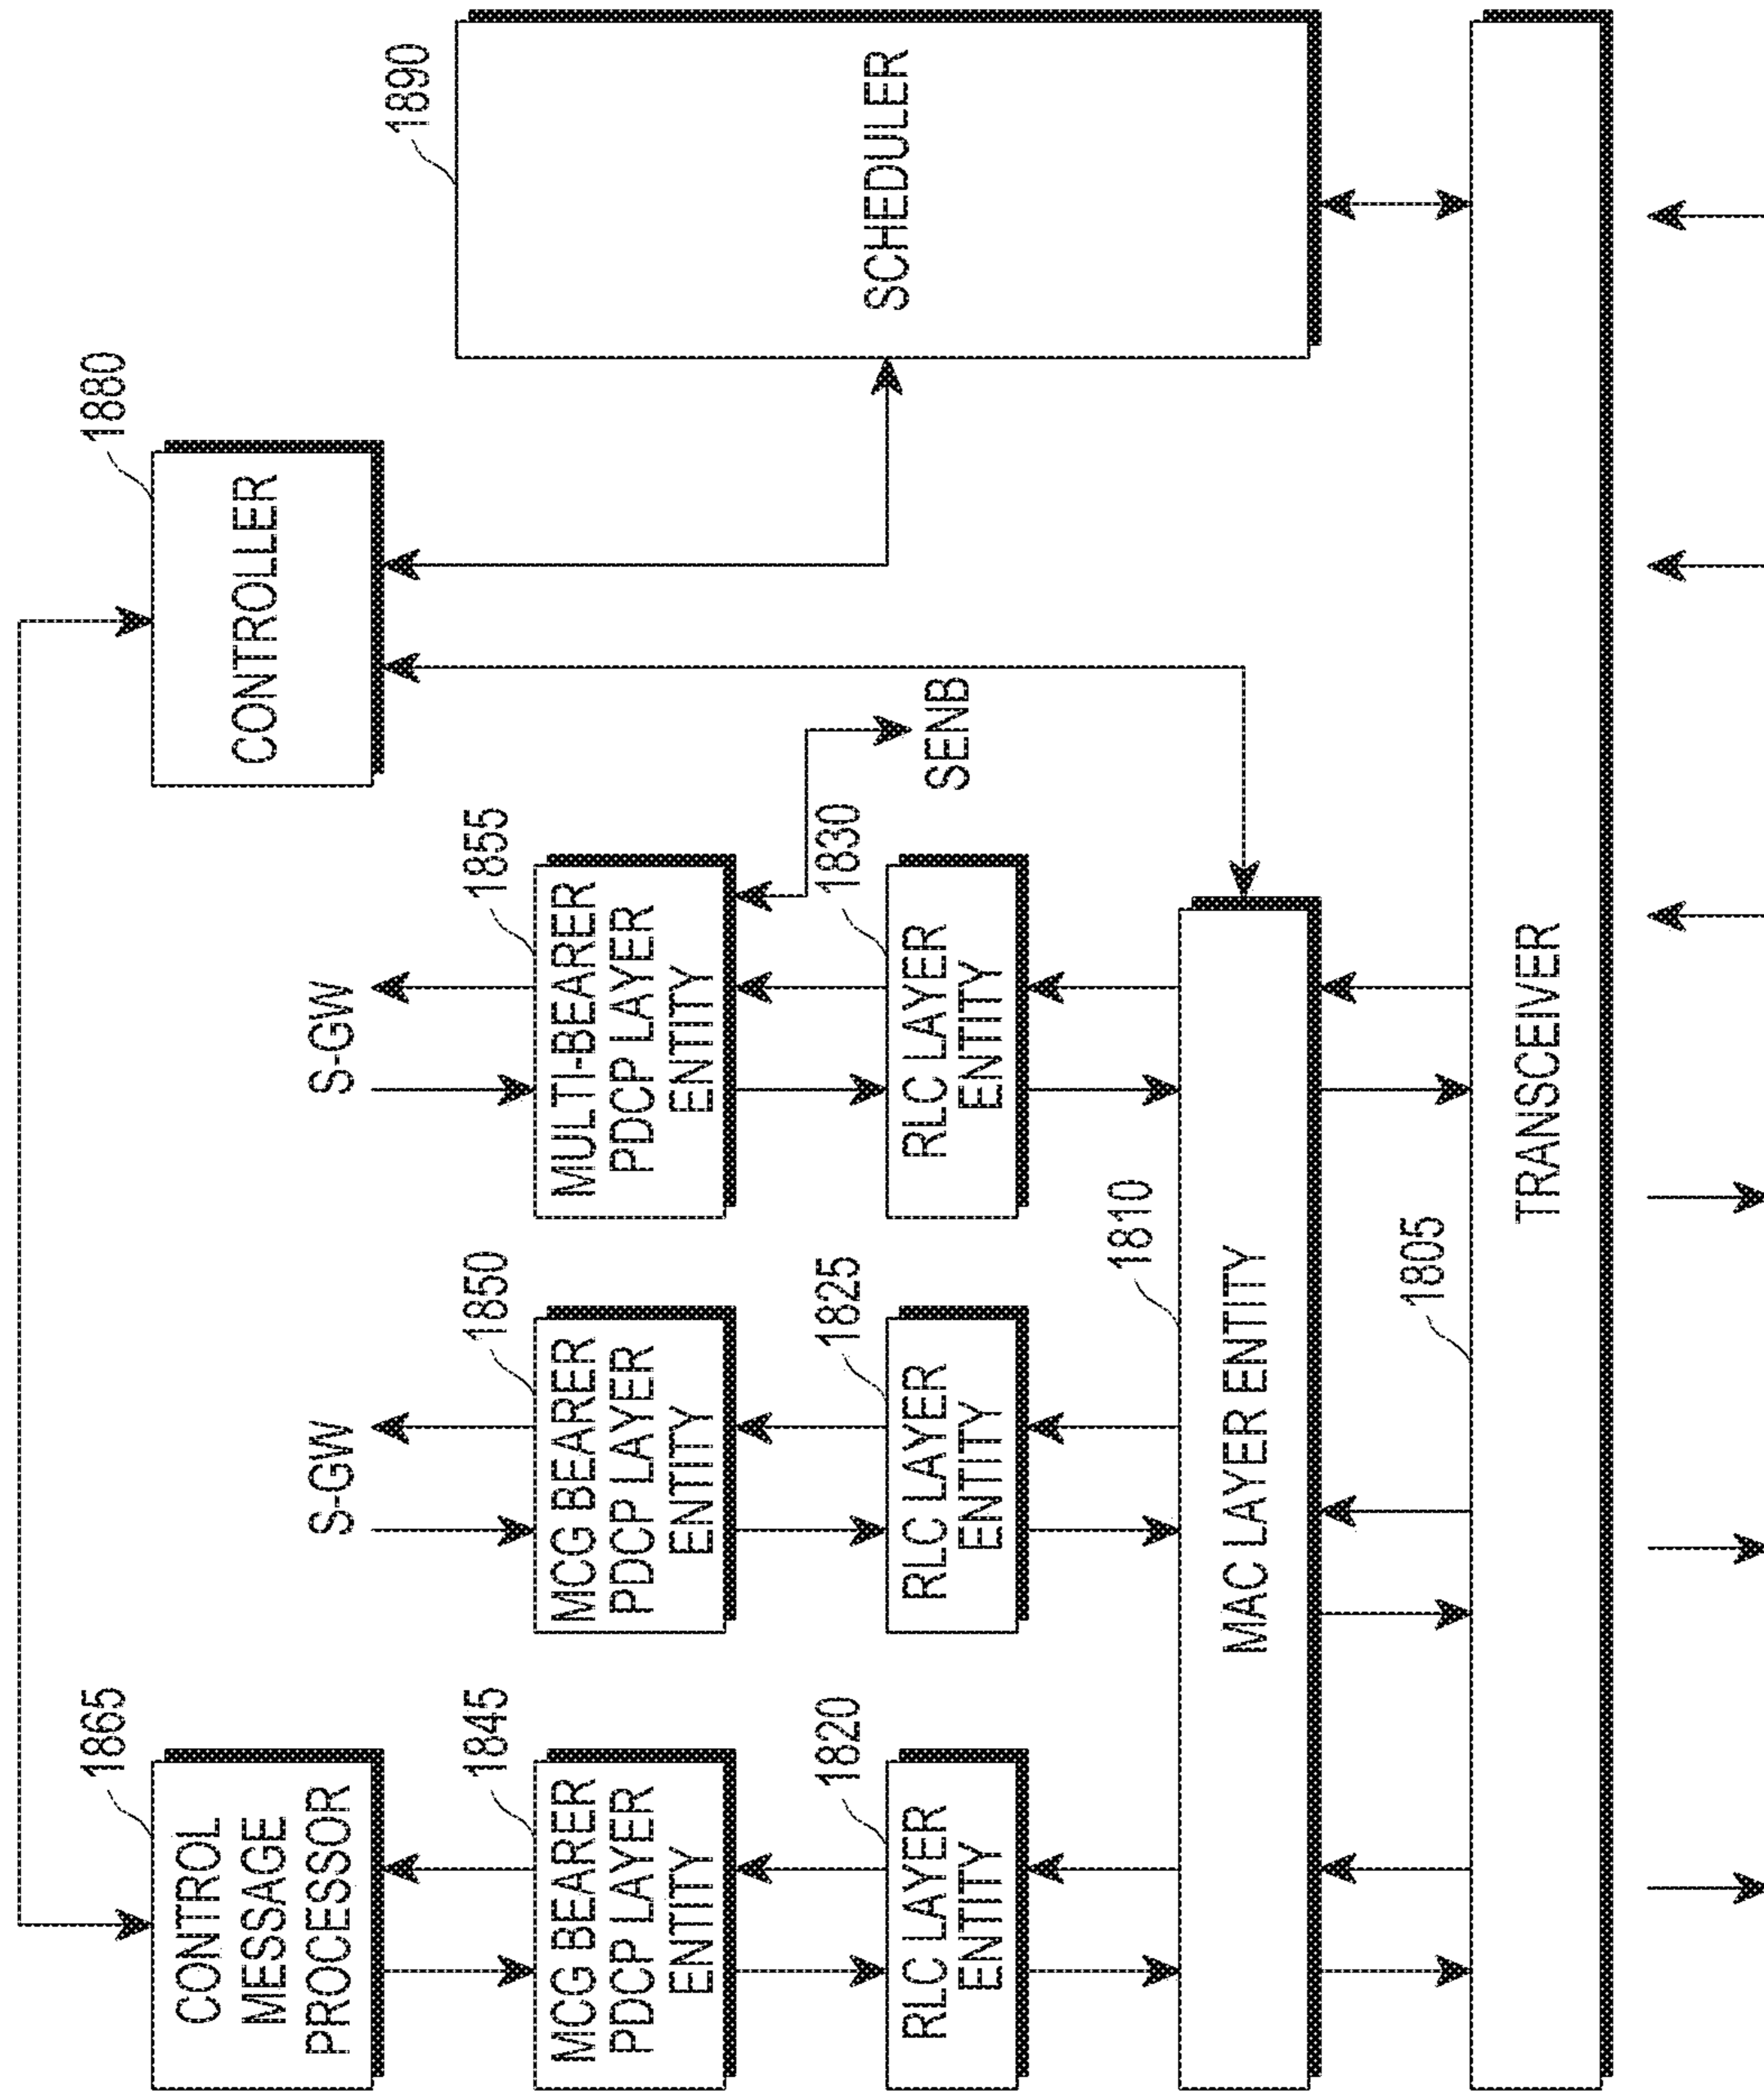 1865
CONTROL
MESSAGE
PROCESSOR
1880
CONTROLLER
S-GW
S-GW
1890
SCHEDULER
1845
MCG BEARER
PDCP LAYER
ENTITY
1850
MCG BEARER
PDCP LAYER
ENTITY
1855
MULTI-BEARER
PDCP LAYER
ENTITY
SENB
1820
RLC LAYER
ENTITY
1825
RLC LAYER
ENTITY
1830
RLC LAYER
ENTITY
1810
MAC LAYER ENTITY
1805
TRANSCEIVER